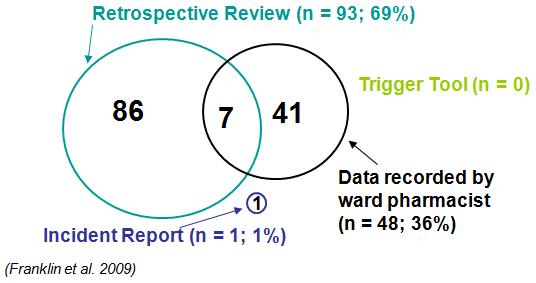 Retrospective Review (n = 93; 69%)
Trigger Tool (n = 0)
86
7
41
Data recorded by
ward pharmacist
(n = 48; 36%)
1
Incident Report (n = 1; 1%)
(Franklin et al. 2009)